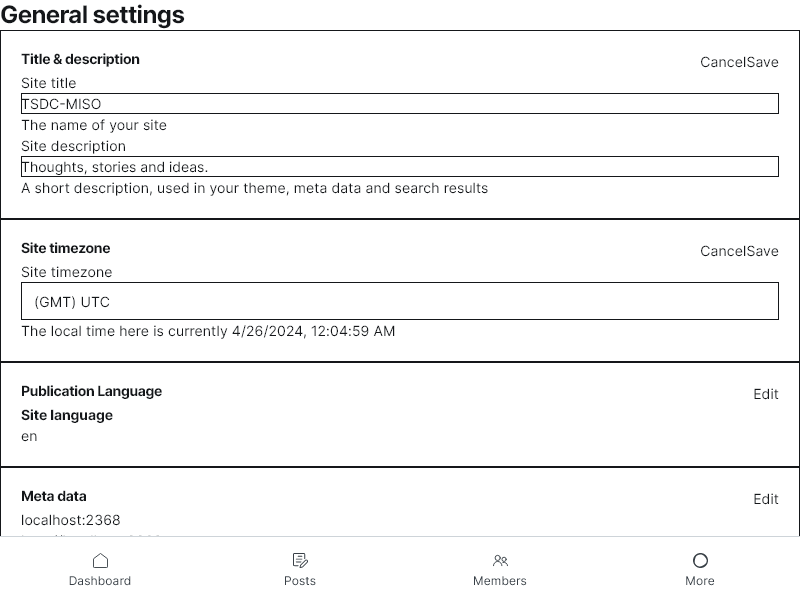 General settings
Title & description
CancelSave
Site title
TSDC-MISO
The name of your site
Site description
Thoughts, stories and ideas.
A short description, used in your theme, meta data and search results
Site timezone
CancelSave
Site timezone
(GMT) UTC
The local time here is currently 4/26/2024, 12:04:59 AM
Publication Language
Edit
Site language
en
Meta data
Edit
localhost:2368
Dashboard
Posts
Members
More